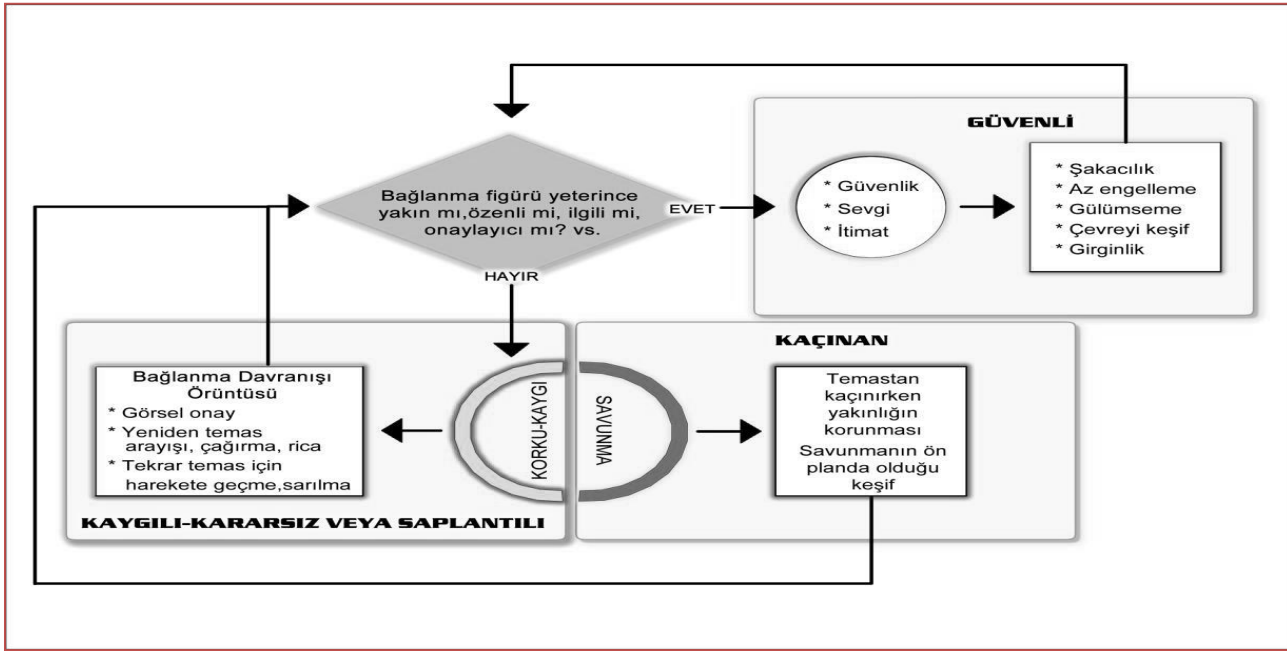 GÜVENLİ
Bağlanma figürü yeterince
yakın mı,özenli mi, ilgili mi,
onaylayıcı mı? vs.
EVET
HAYIR
* Güvenlik
* Sevgi
* İtimat
* Şakacılık
* Az engelleme
* Gülümseme
* Çevreyi keşif
* Girginlik
Bağlanma Davranışı
Örüntüsü
* Görsel onay
* Yeniden temas
arayışı, çağırma, rica
* Tekrar temas için
harekete geçme,sarılma
KAYGILI-KARARSIZ VEYA SAPLANTILI
KORKU-KAYGI
SAVUNMA
KAÇINAN
Temastan
kaçınırken
yakınlığın
korunması
Savunmanın ön
planda olduğu
keşif